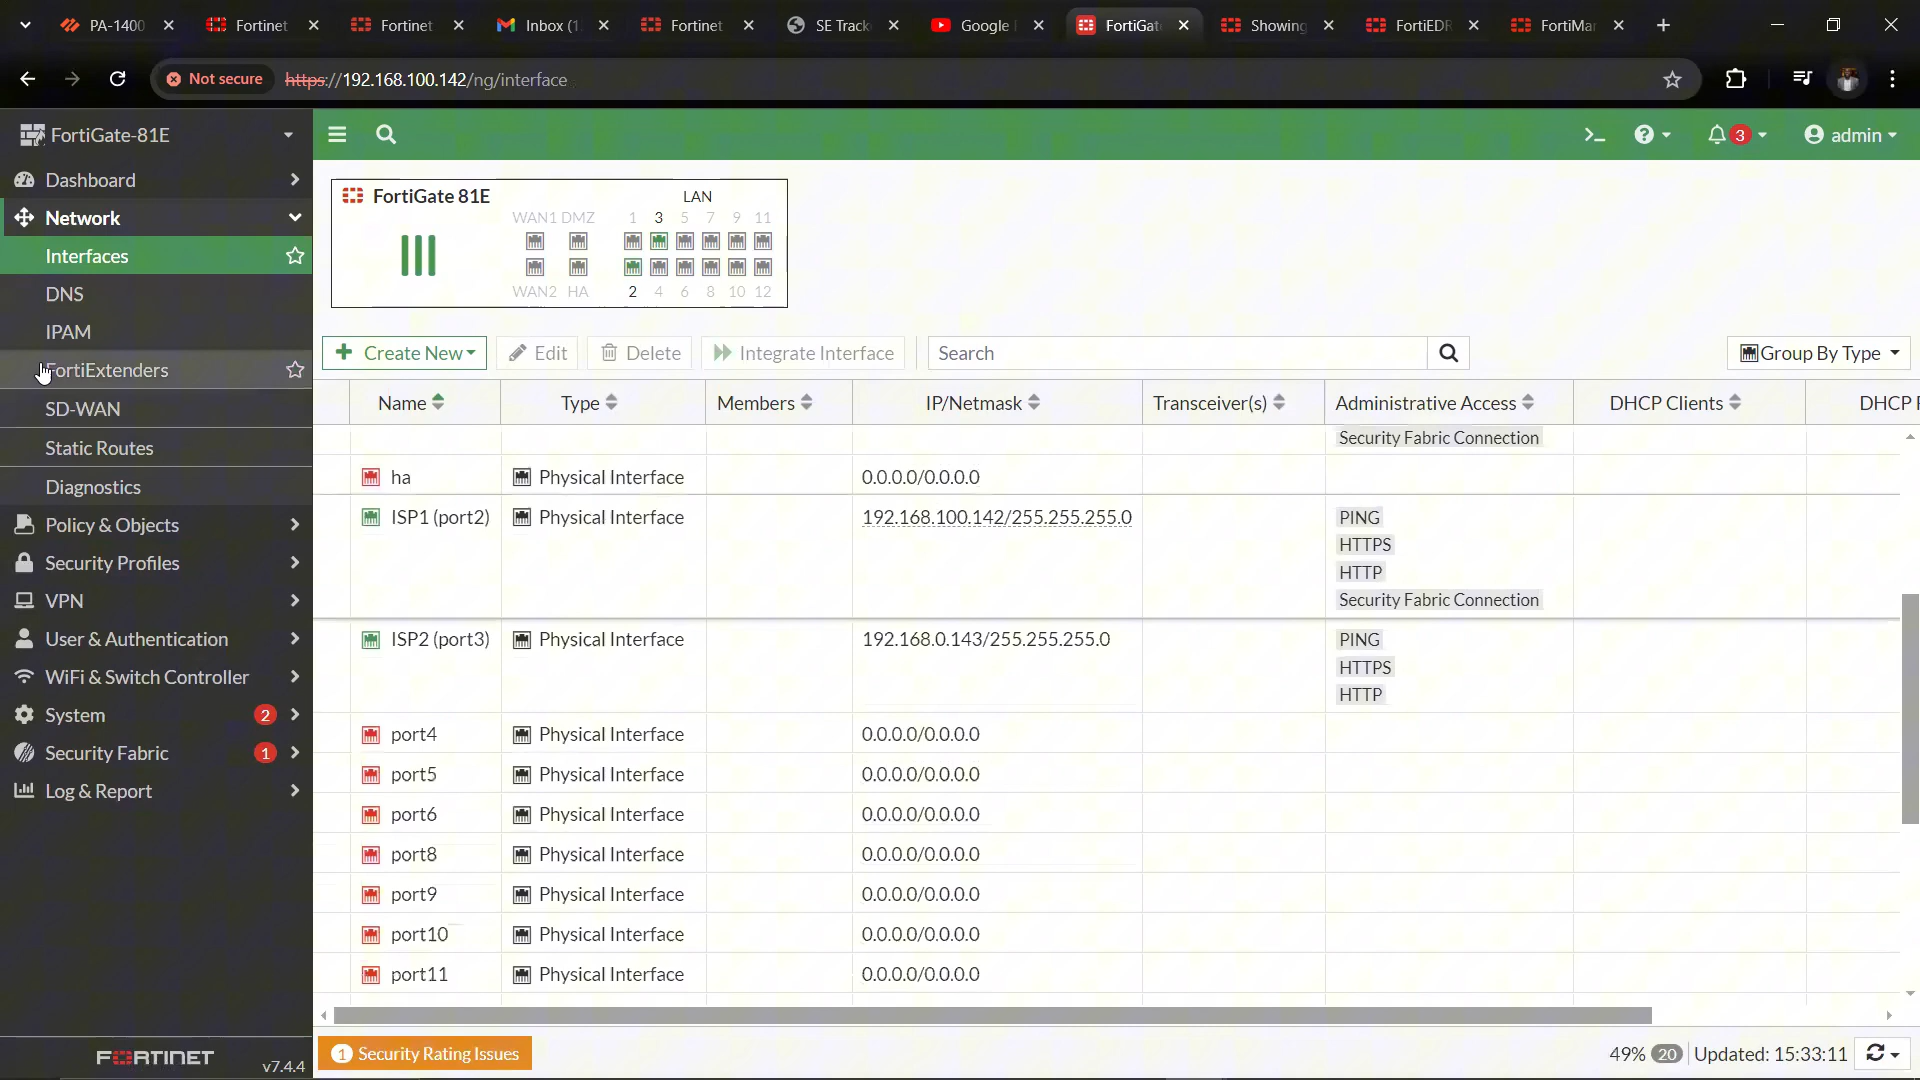 PA-1400
Fortinet
Fortinet
Inbox (1
Fortinet
SE Track
Google
FortiGate
Showing
FortiEDR
FortiMan
Not secure
https://192.168.100.142/ng/interface
FortiGate-81E
3
admin
Dashboard
Network
Interfaces
DNS
IPAM
FortiExtenders
SD-WAN
Static Routes
Diagnostics
Policy & Objects
Security Profiles
VPN
User & Authentication
WiFi & Switch Controller
System 2
Security Fabric 1
Log & Report
FORTINET v7.4.4
FortiGate 81E LAN
WAN1 DMZ 1 3 5 7 9 11
WAN2 HA 2 4 6 8 10 12
Create New Edit Delete Integrate Interface Search Group By Type
Name Type Members IP/Netmask Transceiver(s) Administrative Access DHCP Clients DHCP
Security Fabric Connection
ha Physical Interface 0.0.0.0/0.0.0.0
ISP1 (port2) Physical Interface 192.168.100.142/255.255.255.0 PING
HTTPS
HTTP
Security Fabric Connection
ISP2 (port3) Physical Interface 192.168.0.143/255.255.255.0 PING
HTTPS
HTTP
port4 Physical Interface 0.0.0.0/0.0.0.0
port5 Physical Interface 0.0.0.0/0.0.0.0
port6 Physical Interface 0.0.0.0/0.0.0.0
port8 Physical Interface 0.0.0.0/0.0.0.0
port9 Physical Interface 0.0.0.0/0.0.0.0
port10 Physical Interface 0.0.0.0/0.0.0.0
port11 Physical Interface 0.0.0.0/0.0.0.0
1 Security Rating Issues
49% 20 Updated: 15:33:11